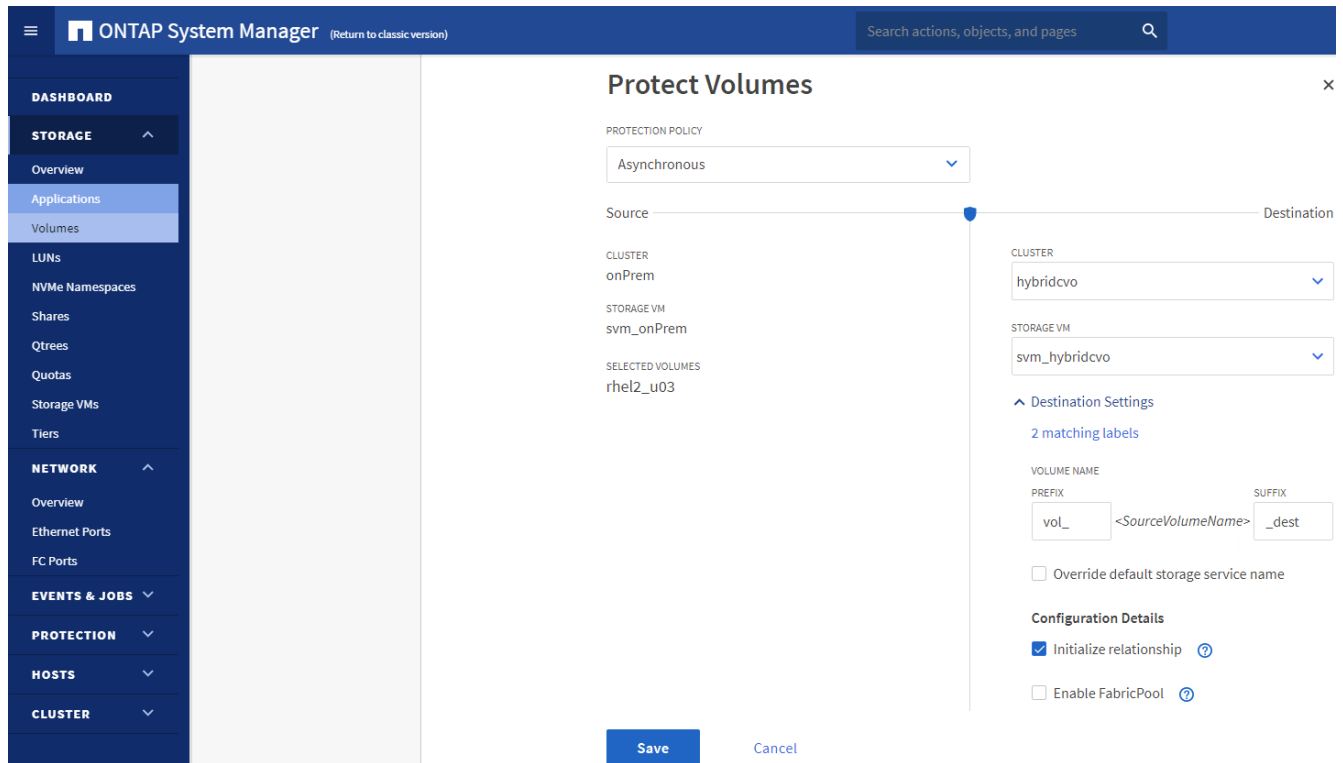 ONTAP System Manager (Return to classic version)
Search actions, objects, and pages
DASHBOARD
STORAGE
Overview
Applications
Volumes
LUNs
NVMe Namespaces
Shares
Qtrees
Quotas
Storage VMs
Tiers
NETWORK
Overview
Ethernet Ports
FC Ports
EVENTS & JOBS
PROTECTION
HOSTS
CLUSTER
Protect Volumes
PROTECTION POLICY
Asynchronous
Source
Destination
CLUSTER
onPrem
STORAGE VM
svm_onPrem
SELECTED VOLUMES
rhel2_u03
CLUSTER
hybridcvo
STORAGE VM
svm_hybridcvo
Destination Settings
2 matching labels
VOLUME NAME
PREFIX SUFFIX
vol_ <SourceVolumeName> _dest
Override default storage service name
Configuration Details
Initialize relationship ?
Enable FabricPool ?
Save Cancel